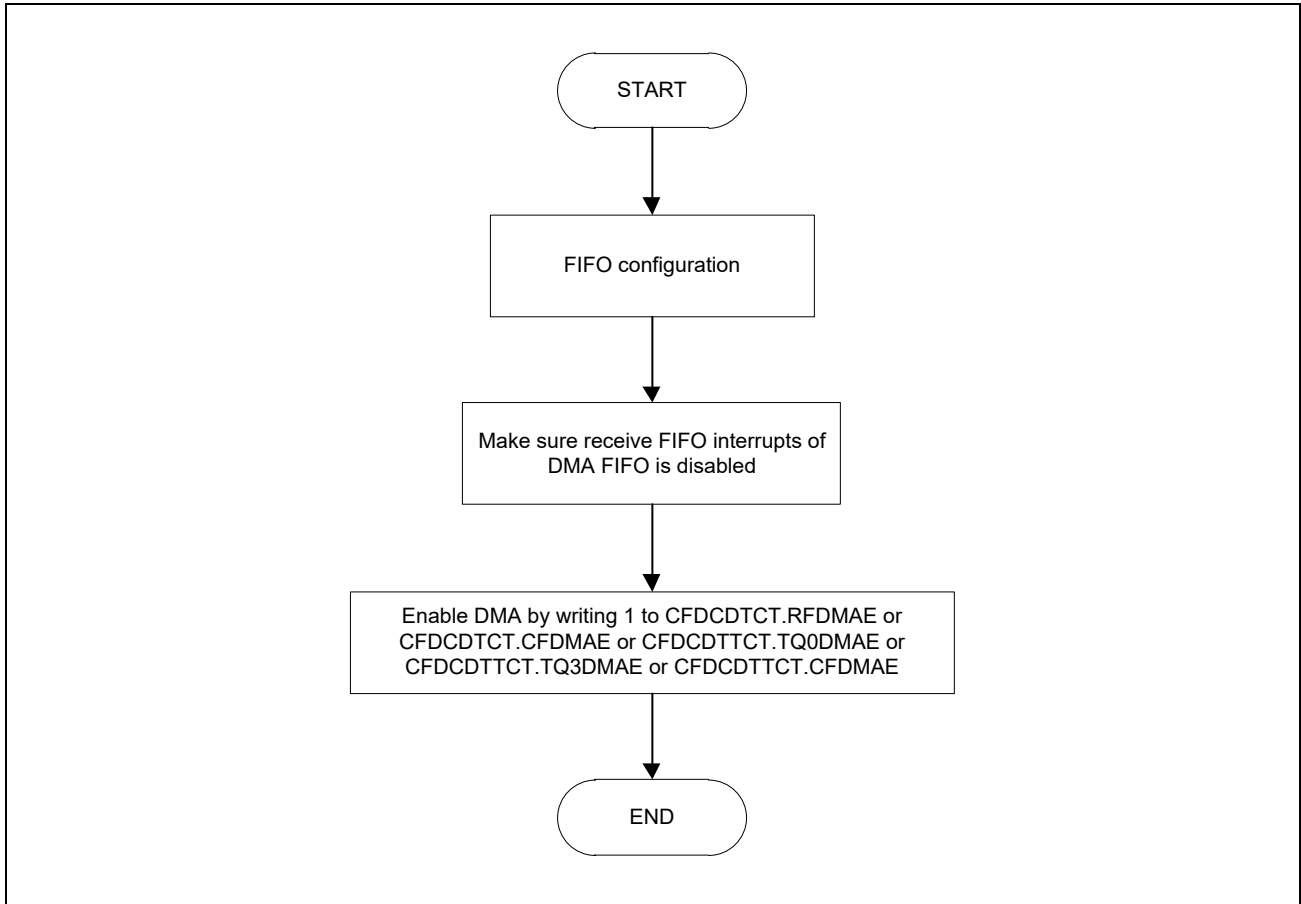 START
FIFO configuration
Make sure receive FIFO interrupts of
DMA FIFO is disabled
Enable DMA by writing 1 to CFDCDTCT.RFDMAE or
CFDCDTCT.CFDMAE or CFDCDTTCT.TQ0DMAE or
CFDCDTTCT.TQ3DMAE or CFDCDTTCT.CFDMAE
END